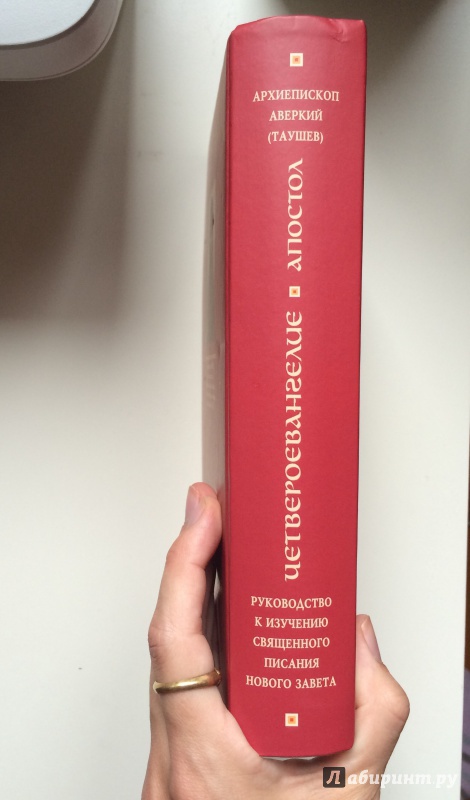 АРХИЕПИСКОП
АВЕРКИЙ
(ТАУШЕВ)
ЧЕТВЕРОЕВАНГЕЛИЕ ▪ АПОСТОЛ
РУКОВОДСТВО
К ИЗУЧЕНИЮ
СВЯЩЕННОГО
ПИСАНИЯ
НОВОГО ЗАВЕТА
Лабиринт.ру